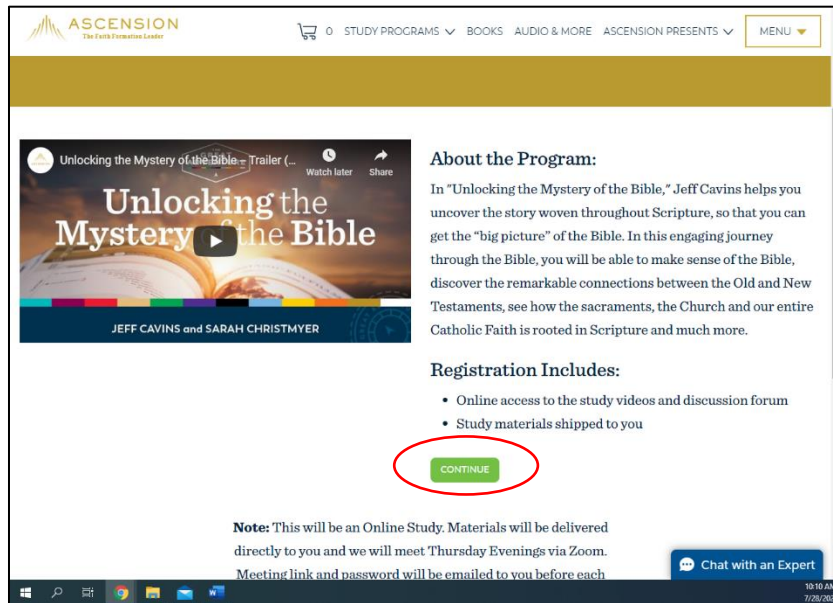 ASCENSION
The Faith Formation Leader
0 STUDY PROGRAMS BOOKS AUDIO & MORE ASCENSION PRESENTS MENU
Unlocking the Mystery of the Bible – Trailer (...
Watch later Share
Unlocking the
Mystery of the Bible
JEFF CAVINS and SARAH CHRISTMYER
About the Program:
In "Unlocking the Mystery of the Bible," Jeff Cavins helps you
uncover the story woven throughout Scripture, so that you can
get the “big picture” of the Bible. In this engaging journey
through the Bible, you will be able to make sense of the Bible,
discover the remarkable connections between the Old and New
Testaments, see how the sacraments, the Church and our entire
Catholic Faith is rooted in Scripture and much more.
Registration Includes:
• Online access to the study videos and discussion forum
• Study materials shipped to you
CONTINUE
Note: This will be an Online Study. Materials will be delivered
directly to you and we will meet Thursday Evenings via Zoom.
Meeting link and password will be emailed to you before each
Chat with an Expert
10:10 AM